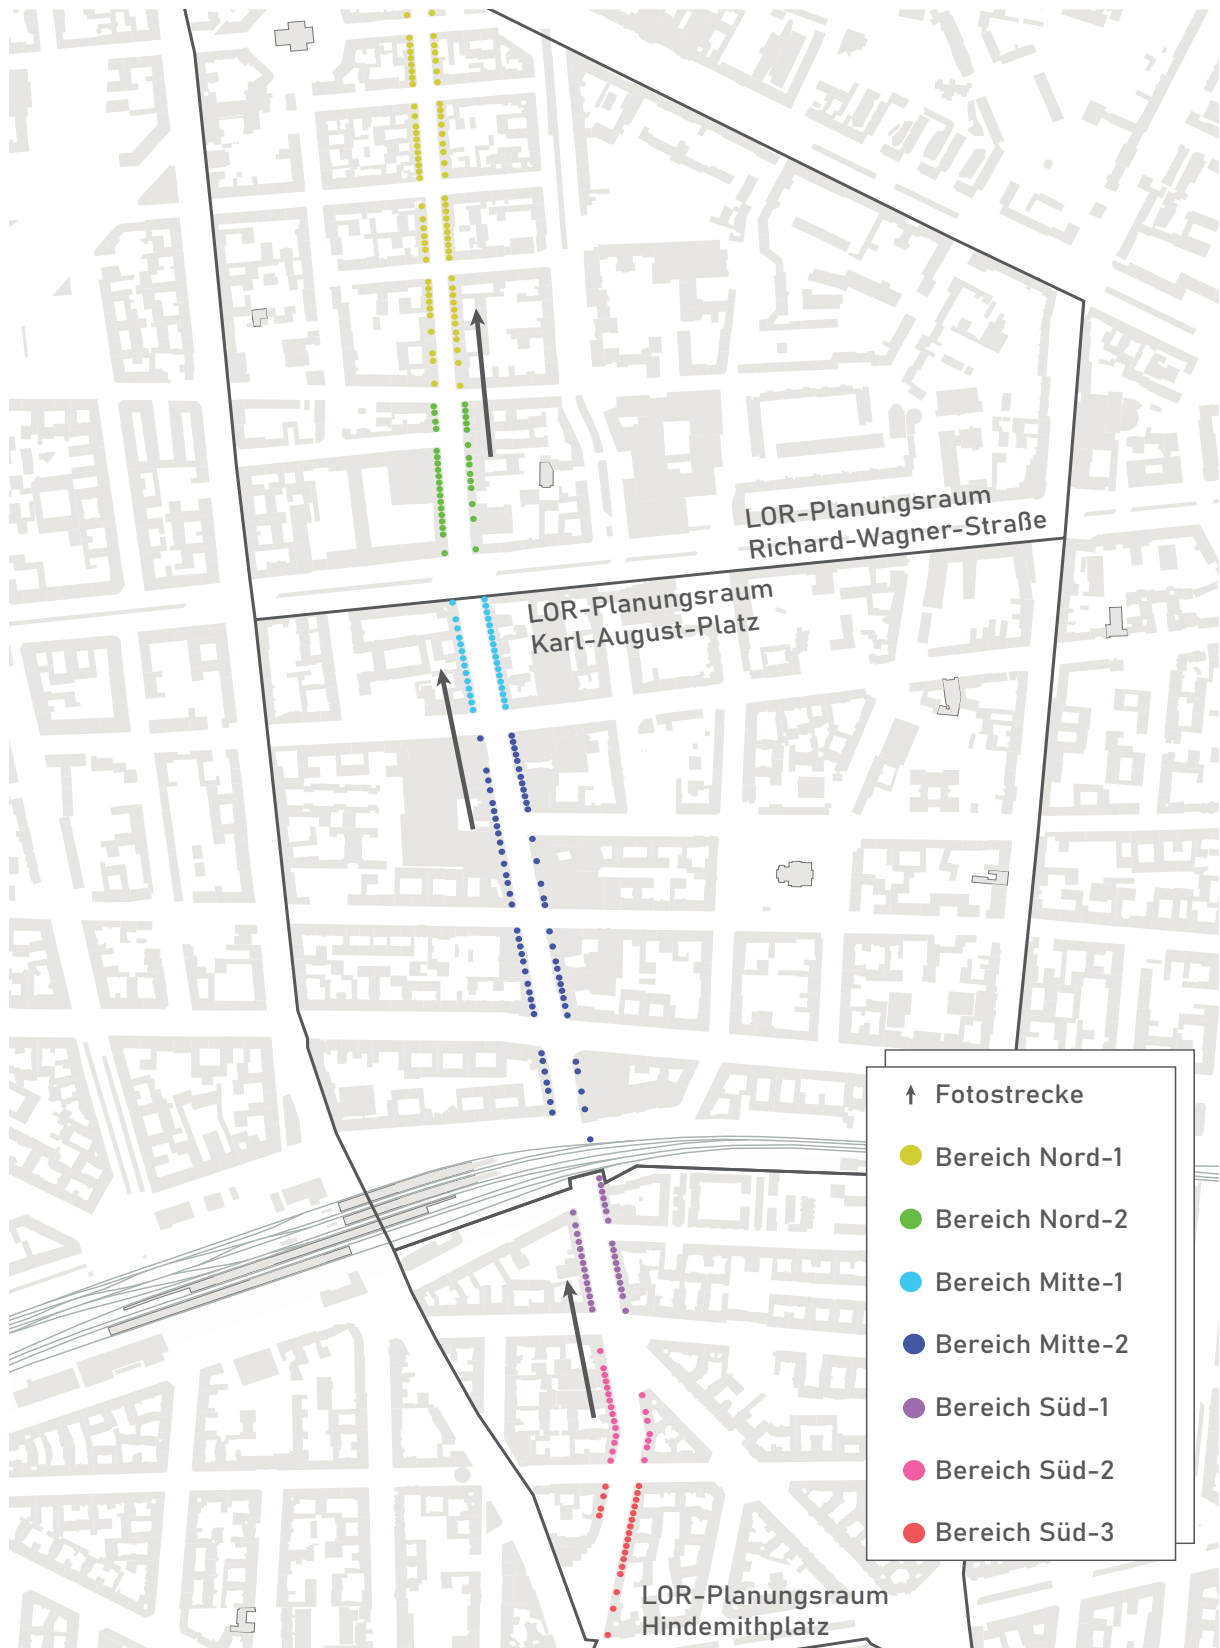 LOR-Planungsraum
Richard-Wagner-Straße
LOR-Planungsraum
Karl-August-Platz
Fotostrecke
Bereich Nord-1
Bereich Nord-2
Bereich Mitte-1
Bereich Mitte-2
Bereich Süd-1
Bereich Süd-2
Bereich Süd-3
LOR-Planungsraum
Hindemithplatz